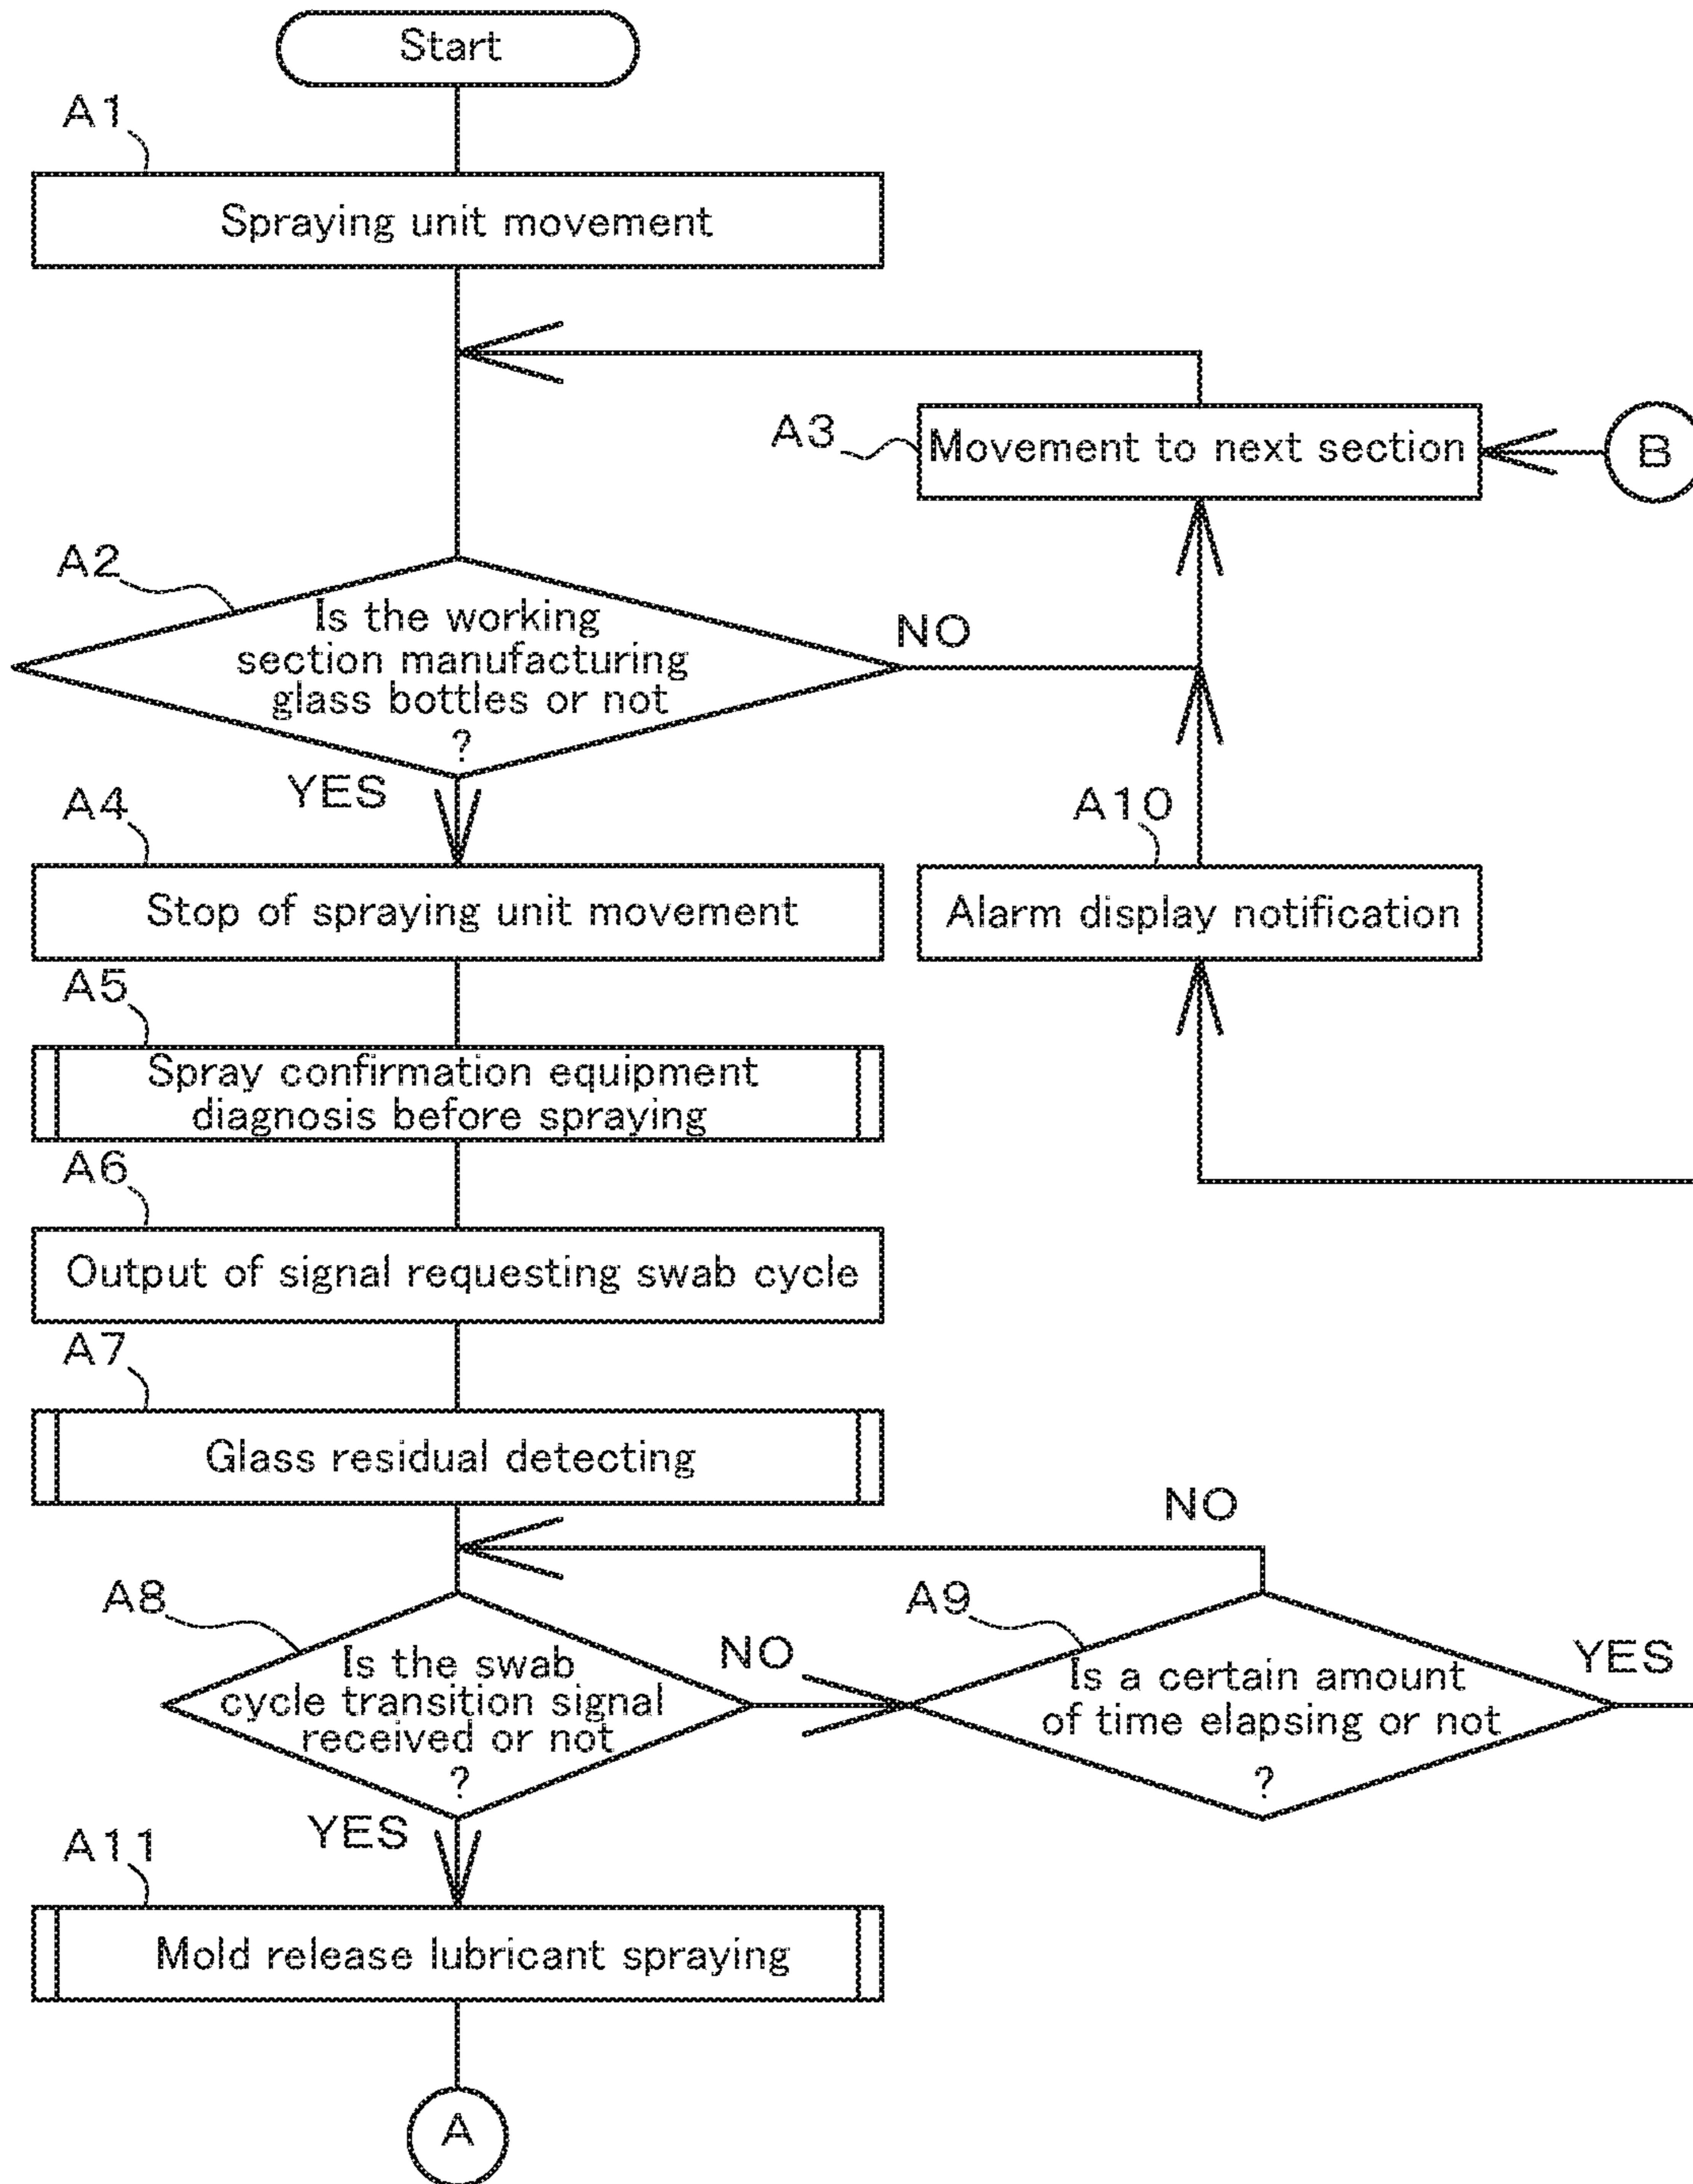 Start
A1
Spraying unit movement
A3
Movement to next section
B
A2
Is the working
section manufacturing
glass bottles or not
?
NO
YES
A4
Stop of spraying unit movement
A10
Alarm display notification
A5
Spray confirmation equipment
diagnosis before spraying
A6
Output of signal requesting swab cycle
A7
Glass residual detecting
NO
A8
Is the swab
cycle transition signal
received or not
?
NO
A9
Is a certain amount
of time elapsing or not
?
YES
YES
A11
Mold release lubricant spraying
A